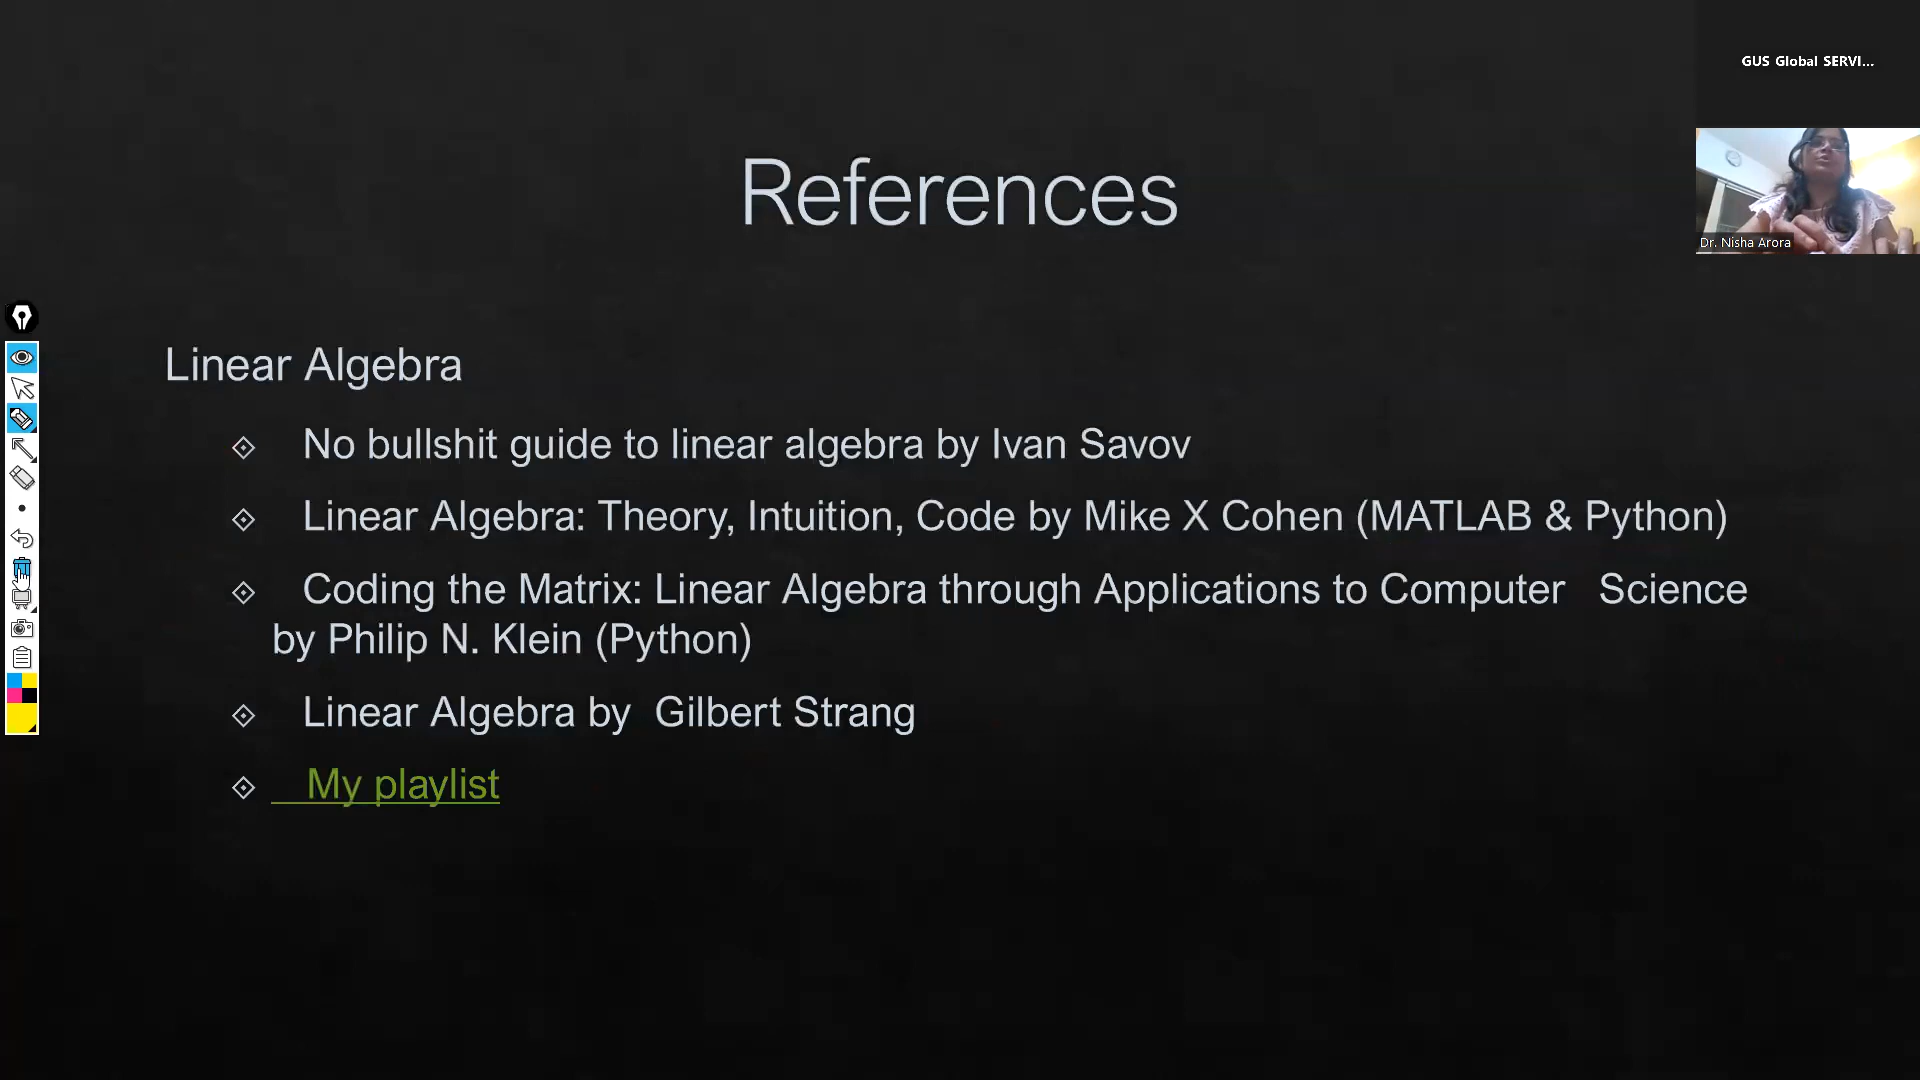 GUS Global SERVI...
References
Dr. Nisha Arora
Linear Algebra
No bullshit guide to linear algebra by Ivan Savov
Linear Algebra: Theory, Intuition, Code by Mike X Cohen (MATLAB & Python)
Coding the Matrix: Linear Algebra through Applications to Computer Science
by Philip N. Klein (Python)
Linear Algebra by Gilbert Strang
My playlist